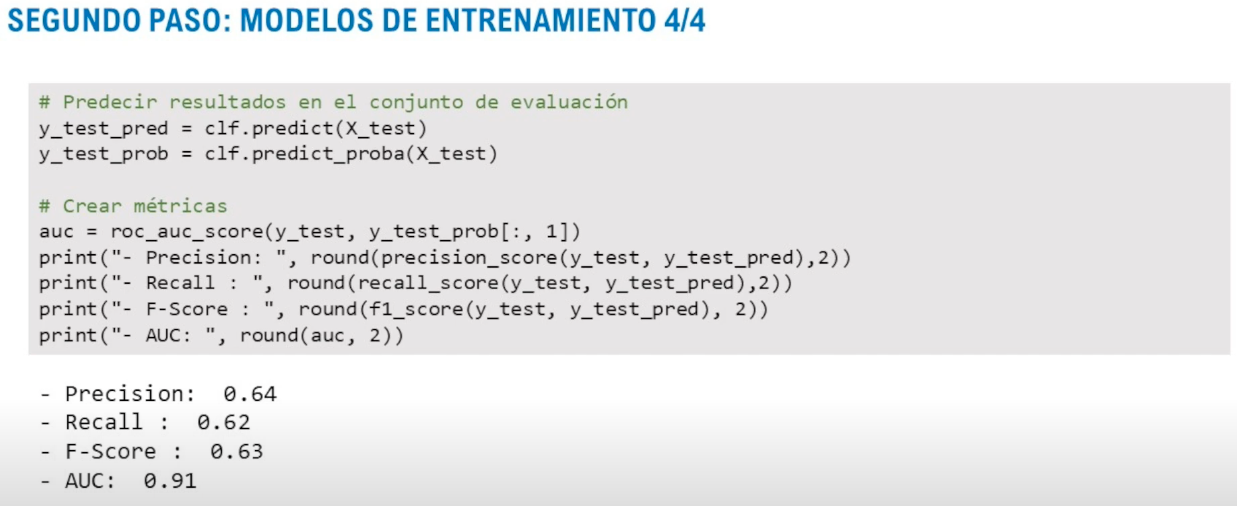 SEGUNDO PASO: MODELOS DE ENTRENAMIENTO 4/4
# Predecir resultados en el conjunto de evaluación
y_test_pred = clf.predict(X_test)
y_test_prob = clf.predict_proba(X_test)
# Crear métricas
auc = roc_auc_score(y_test, y_test_prob[:, 1])
print("- Precision: ", round(precision_score(y_test, y_test_pred),2))
print("- Recall : ", round(recall_score(y_test, y_test_pred),2))
print("- F-Score : ", round(f1_score(y_test, y_test_pred), 2))
print("- AUC: ", round(auc, 2))
- Precision:  0.64
- Recall :  0.62
- F-Score :  0.63
- AUC:  0.91